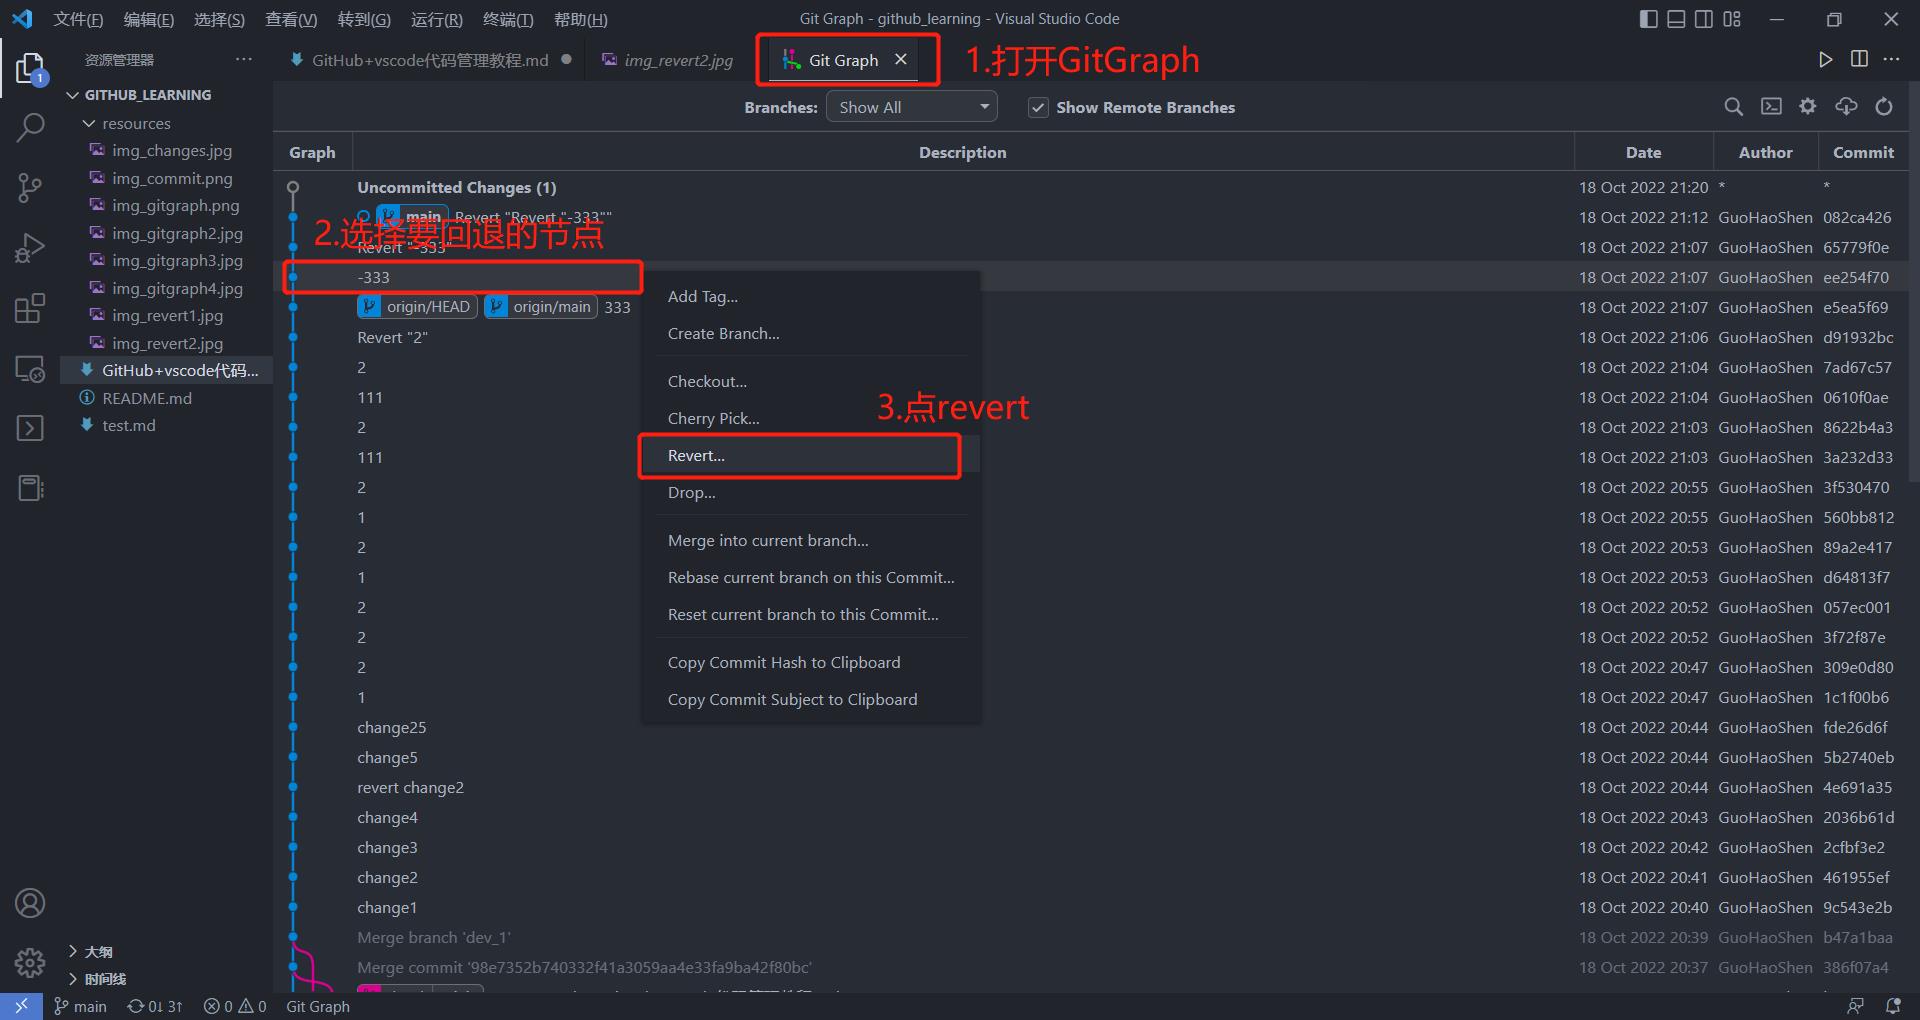 文件(F) 编辑(E) 选择(S) 查看(V) 转到(G) 运行(R) 终端(T) 帮助(H) Git Graph - github_learning - Visual Studio Code
资源管理器 ... GitHub+vscode代码管理教程.md img_revert2.jpg Git Graph
1.打开GitGraph
1
GITHUB_LEARNING
resources
img_changes.jpg
img_commit.png
img_gitgraph.png
img_gitgraph2.jpg
img_gitgraph3.jpg
img_gitgraph4.jpg
img_revert1.jpg
img_revert2.jpg
GitHub+vscode代码...
README.md
test.md
大纲
时间线
Branches: Show All Show Remote Branches
Graph Description Date Author Commit
Uncommitted Changes (1) 18 Oct 2022 21:20 * *
main Revert "Revert "-333"" 18 Oct 2022 21:12 GuoHaoShen 082ca426
2.选择要回退的节点
Revert "-333" 18 Oct 2022 21:07 GuoHaoShen 65779f0e
-333 18 Oct 2022 21:07 GuoHaoShen ee254f70
origin/HEAD origin/main 333 18 Oct 2022 21:07 GuoHaoShen e5ea5f69
Revert "2" 18 Oct 2022 21:06 GuoHaoShen d91932bc
2 18 Oct 2022 21:04 GuoHaoShen 7ad67c57
111 18 Oct 2022 21:04 GuoHaoShen 0610f0ae
2 18 Oct 2022 21:03 GuoHaoShen 8622b4a3
111 18 Oct 2022 21:03 GuoHaoShen 3a232d33
2 18 Oct 2022 20:55 GuoHaoShen 3f530470
1 18 Oct 2022 20:55 GuoHaoShen 560bb812
2 18 Oct 2022 20:53 GuoHaoShen 89a2e417
1 18 Oct 2022 20:53 GuoHaoShen d64813f7
2 18 Oct 2022 20:52 GuoHaoShen 057ec001
2 18 Oct 2022 20:52 GuoHaoShen 3f72f87e
2 18 Oct 2022 20:47 GuoHaoShen 309e0d80
1 18 Oct 2022 20:47 GuoHaoShen 1c1f00b6
change25 18 Oct 2022 20:44 GuoHaoShen fde26d6f
change5 18 Oct 2022 20:44 GuoHaoShen 5b2740eb
revert change2 18 Oct 2022 20:44 GuoHaoShen 4e691a35
change4 18 Oct 2022 20:43 GuoHaoShen 2036b61d
change3 18 Oct 2022 20:42 GuoHaoShen 2cfbf3e2
change2 18 Oct 2022 20:41 GuoHaoShen 461955ef
change1 18 Oct 2022 20:40 GuoHaoShen 9c543e2b
Merge branch 'dev_1' 18 Oct 2022 20:39 GuoHaoShen b47a1baa
Merge commit '98e7352b740332f41a3059aa4e33fa9ba42f80bc' 18 Oct 2022 20:37 GuoHaoShen 386f07a4
Add Tag...
Create Branch...
Checkout...
Cherry Pick...
3.点revert
Revert...
Drop...
Merge into current branch...
Rebase current branch on this Commit...
Reset current branch to this Commit...
Copy Commit Hash to Clipboard
Copy Commit Subject to Clipboard
main 0↓ 3↑ 0 0 Git Graph